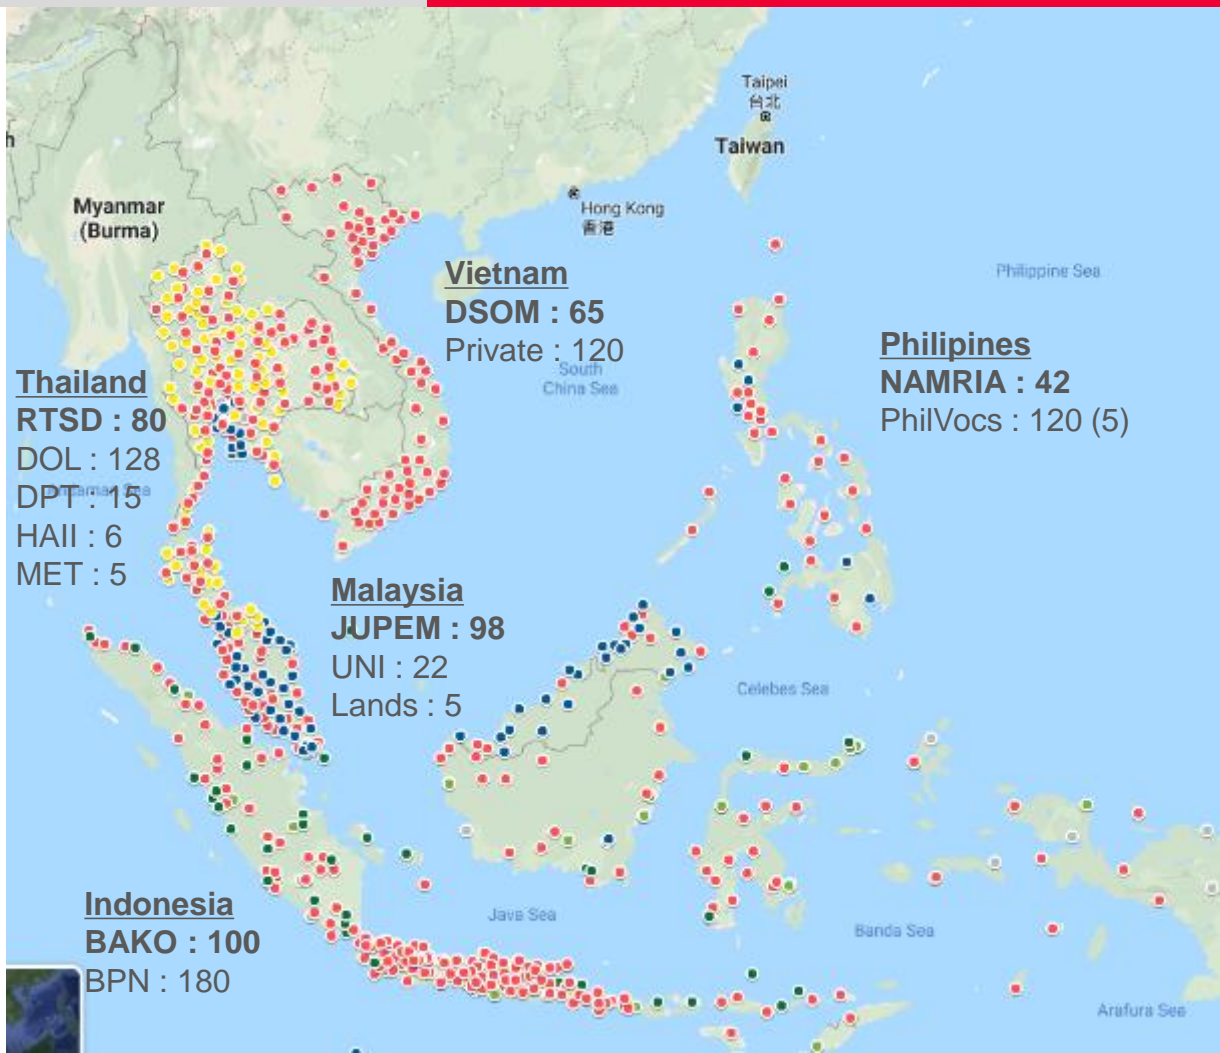 Taipei
台北
Taiwan
h
Myanmar
(Burma)
Hong Kong
香港
Philippine Sea
Vietnam
DSOM : 65
Private : 120
South
China Sea
Philipines
NAMRIA : 42
PhilVocs : 120 (5)
Thailand
RTSD : 80
DOL : 128
Andaman Sea
DPT : 15
HAII : 6
MET : 5
Malaysia
JUPEM : 98
UNI : 22
Lands : 5
Celebes Sea
Indonesia
BAKO : 100
BPN : 180
Java Sea
Banda Sea
Arafura Sea